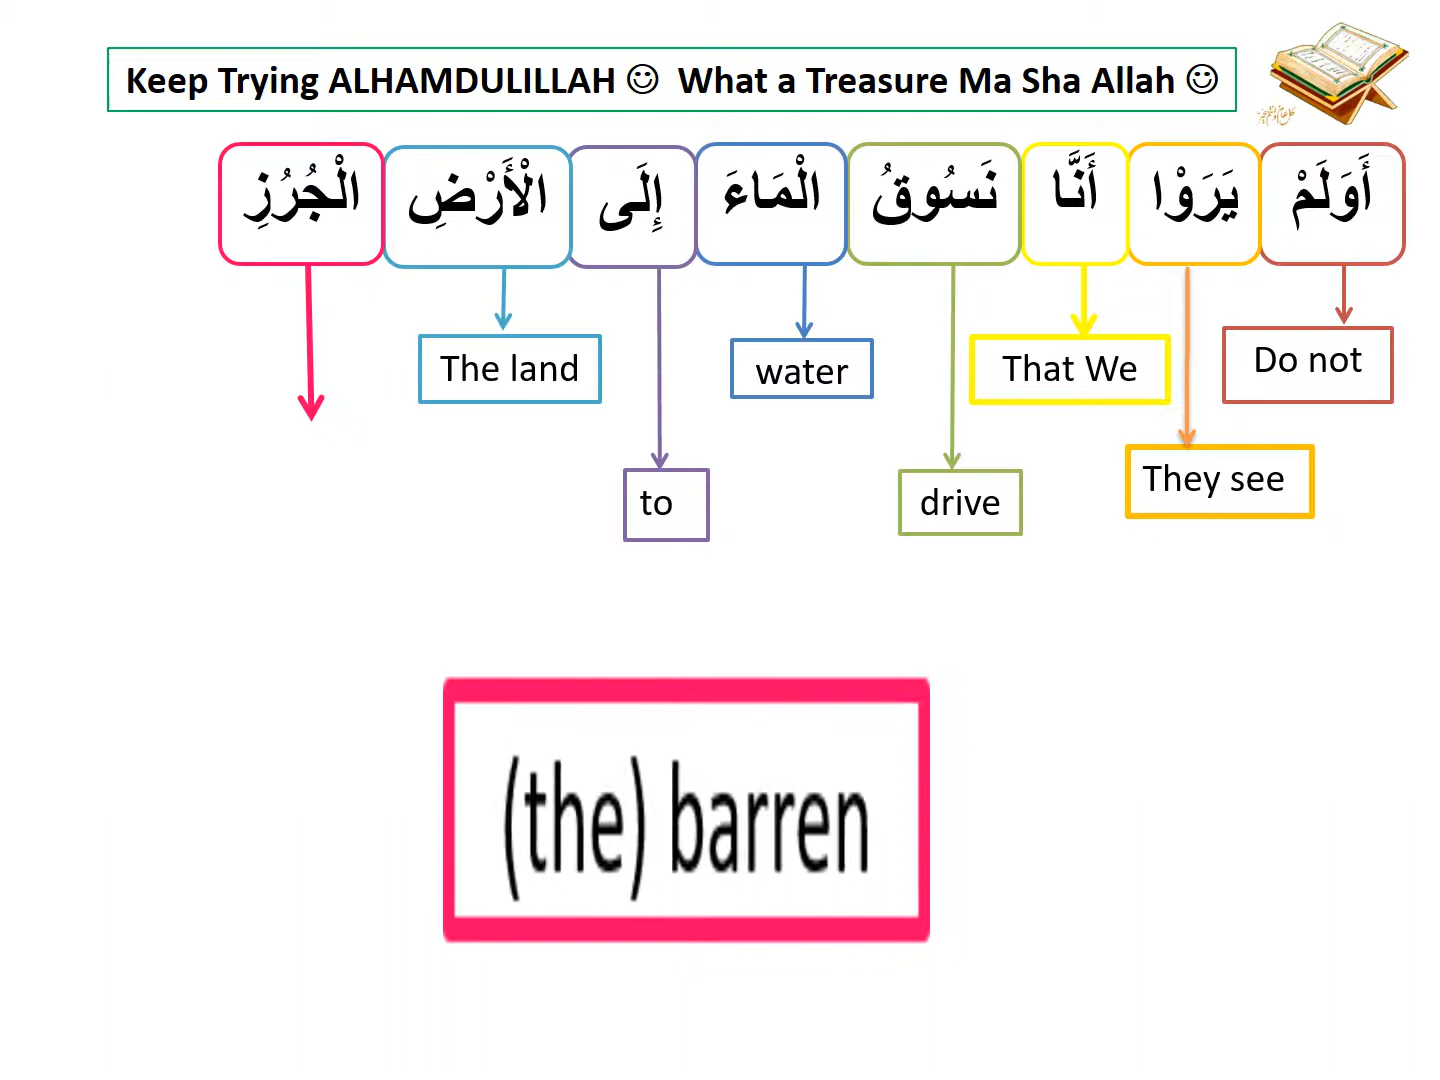 Keep Trying ALHAMDULILLAH ☺ What a Treasure Ma Sha Allah ☺
أَوَلَمْ يَرَوْا أَنَّا نَسُوقُ الْمَاءَ إِلَى الْأَرْضِ الْجُرُزِ
The land
water
That We
Do not
to
drive
They see
(the) barren